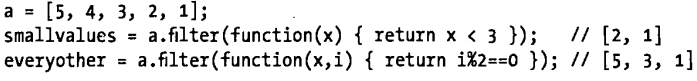 a = [5, 4, 3, 2, 1];
smallvalues = a.filter(function(x) { return x < 3 }); // [2, 1]
everyother = a.filter(function(x,i) { return i%2==0 }); // [5, 3, 1]